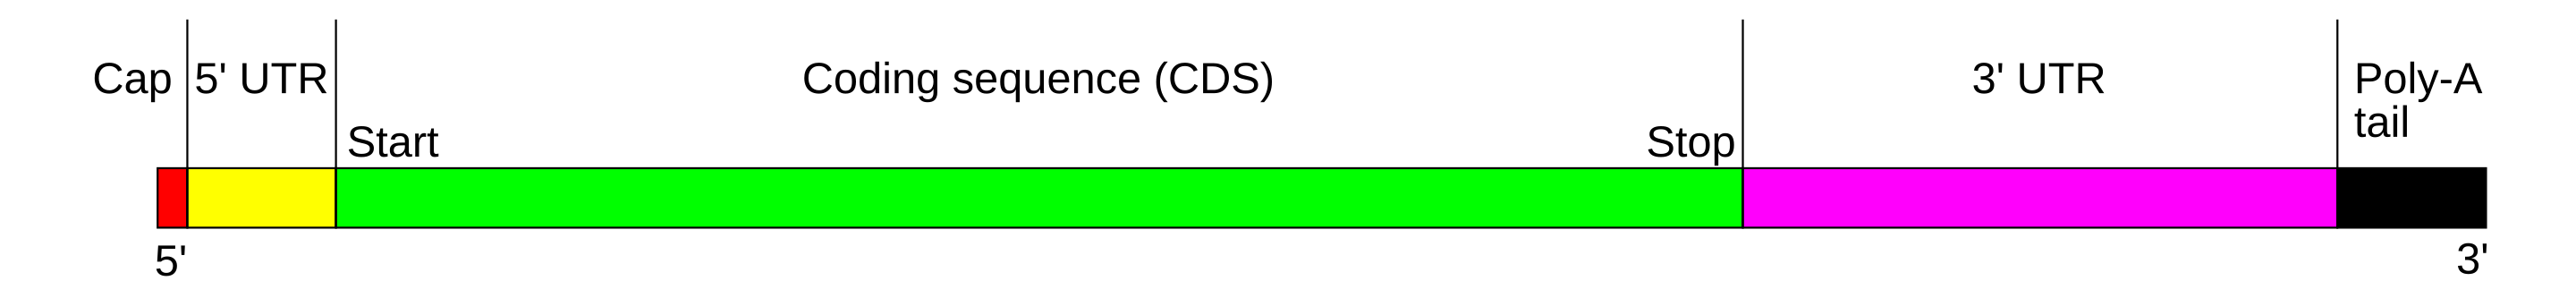 Cap
5' UTR
Coding sequence (CDS)
3' UTR
Poly-A
tail
Start
Stop
5'
3'